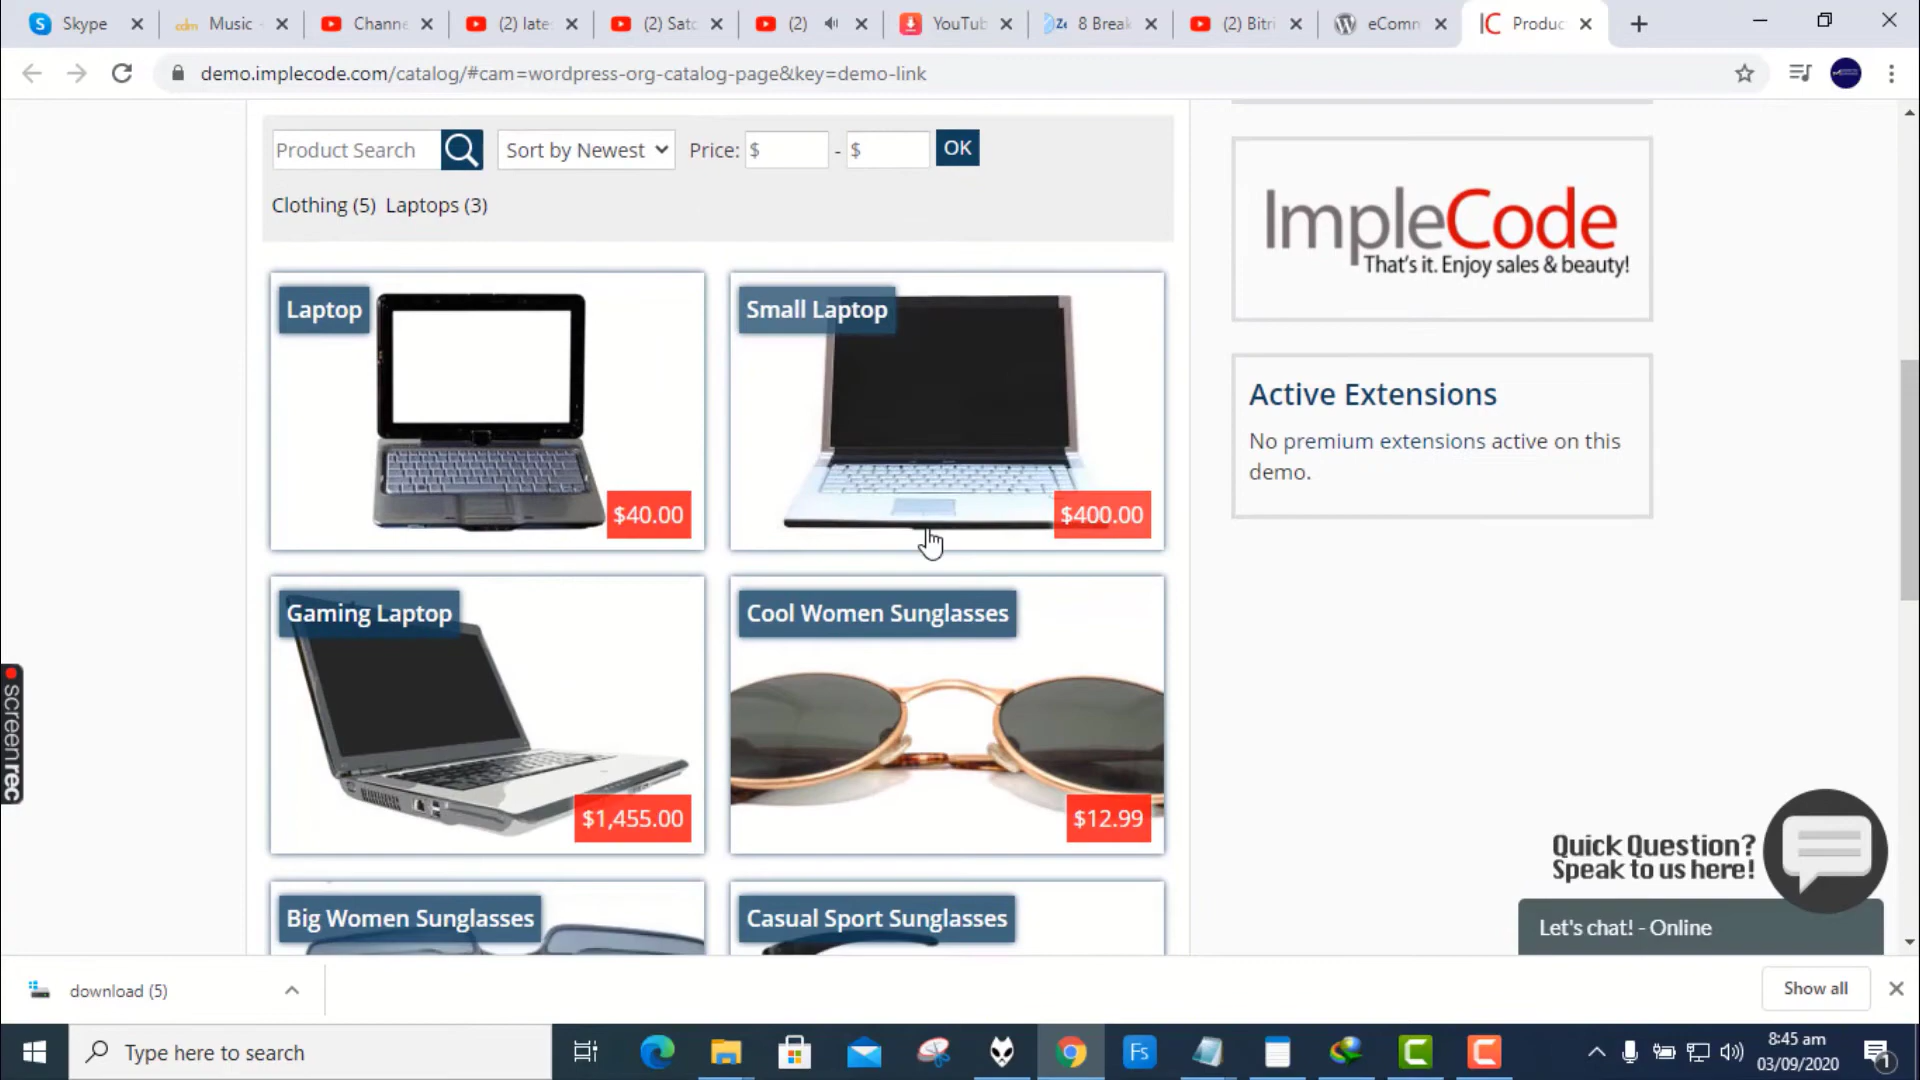 Skype
Music -
Channe
(2) late
(2) Satc
(2)
YouTub
8 Break
(2) Bitri
eComm
Produc
demo.implecode.com/catalog/#cam=wordpress-org-catalog-page&key=demo-link
Product Search
Sort by Newest
Price: $ - $ OK
Clothing (5) Laptops (3)
Laptop
$40.00
Small Laptop
$400.00
Gaming Laptop
$1,455.00
Cool Women Sunglasses
$12.99
Big Women Sunglasses
Casual Sport Sunglasses
ImpleCode
That's it. Enjoy sales & beauty!
Active Extensions
No premium extensions active on this
demo.
Quick Question?
Speak to us here!
Let's chat! - Online
screenrec
download (5)
Show all
Type here to search
Fs
8:45 am
03/09/2020
1